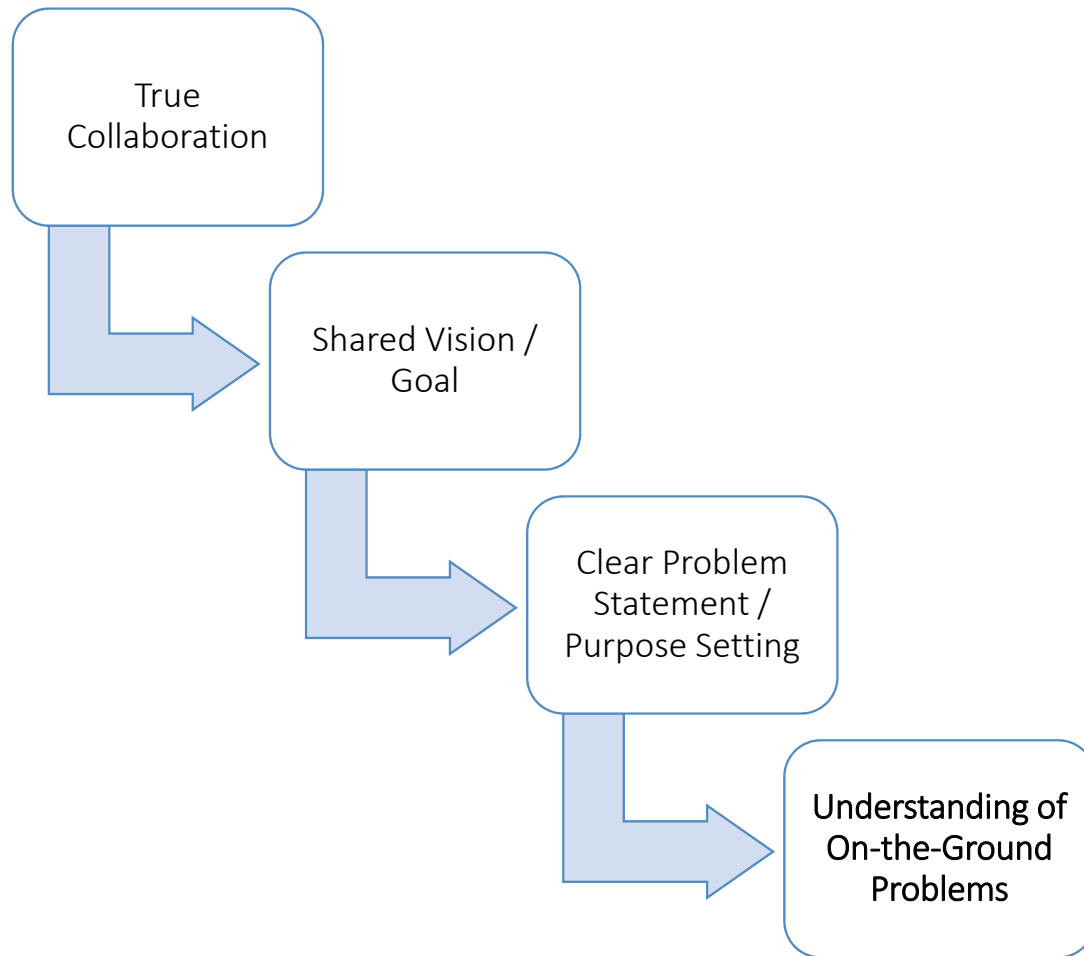 True
Collaboration
Shared Vision /
Goal
Clear Problem
Statement /
Purpose Setting
Understanding of
On-the-Ground
Problems